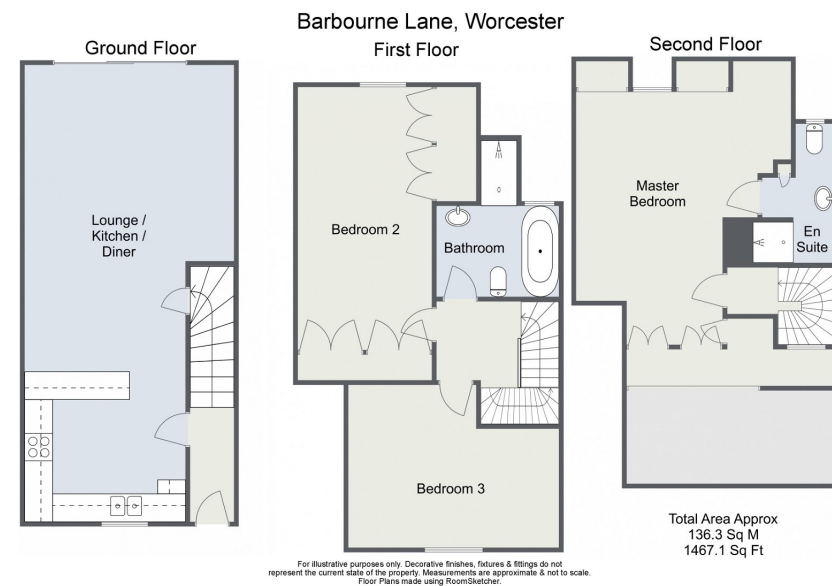 Barbourne Lane, Worcester
Ground Floor
First Floor
Second Floor
Lounge /
Kitchen /
Diner
Bedroom 2
Bathroom
Bedroom 3
Master
Bedroom
En
Suite
Total Area Approx
136.3 Sq M
1467.1 Sq Ft
For illustrative purposes only. Decorative finishes, fixtures & fittings do not
represent the current state of the property. Measurements are approximate & not to scale.
Floor Plans made using RoomSketcher.